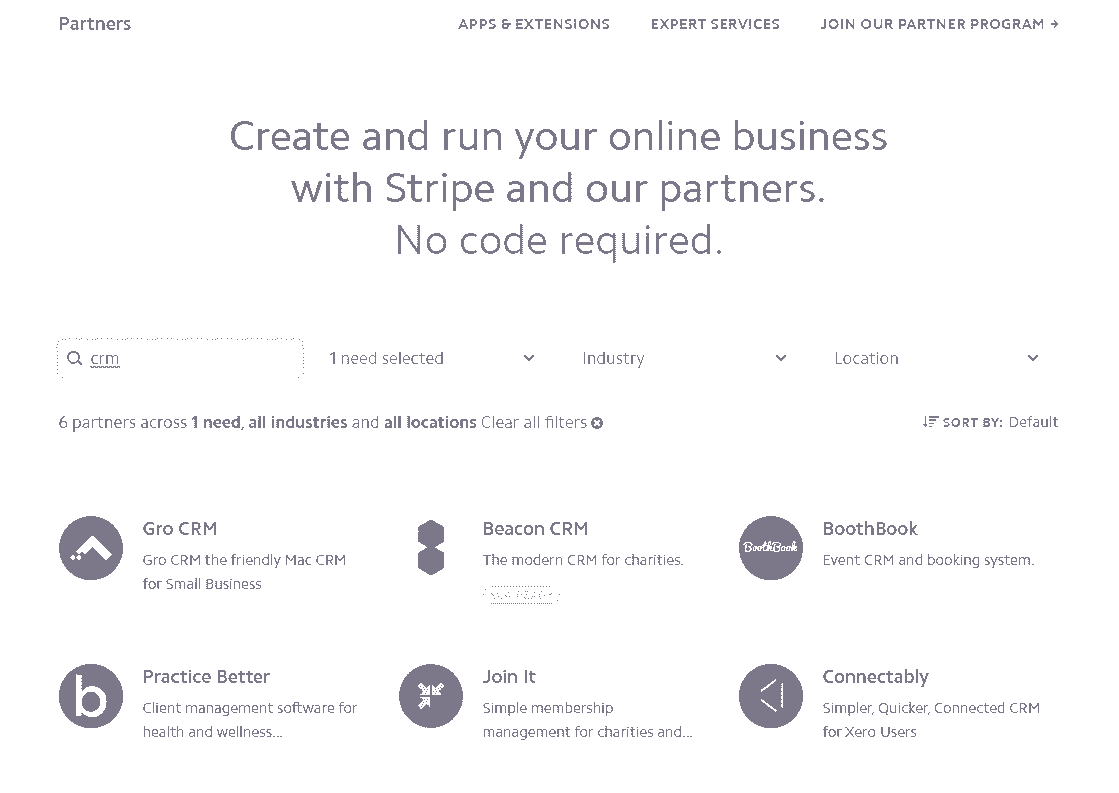 Partners
APPS & EXTENSIONS
EXPERT SERVICES
JOIN OUR PARTNER PROGRAM →
Create and run your online business
with Stripe and our partners.
No code required.
crm
1 need selected
Industry
Location
6 partners across 1 need, all industries and all locations Clear all filters
SORT BY: Default
Gro CRM
Gro CRM the friendly Mac CRM
for Small Business
Beacon CRM
The modern CRM for charities.
BoothBook
BoothBook
Event CRM and booking system.
b
Practice Better
Client management software for
health and wellness...
Join It
Simple membership
management for charities and...
Connectably
Simpler, Quicker, Connected CRM
for Xero Users